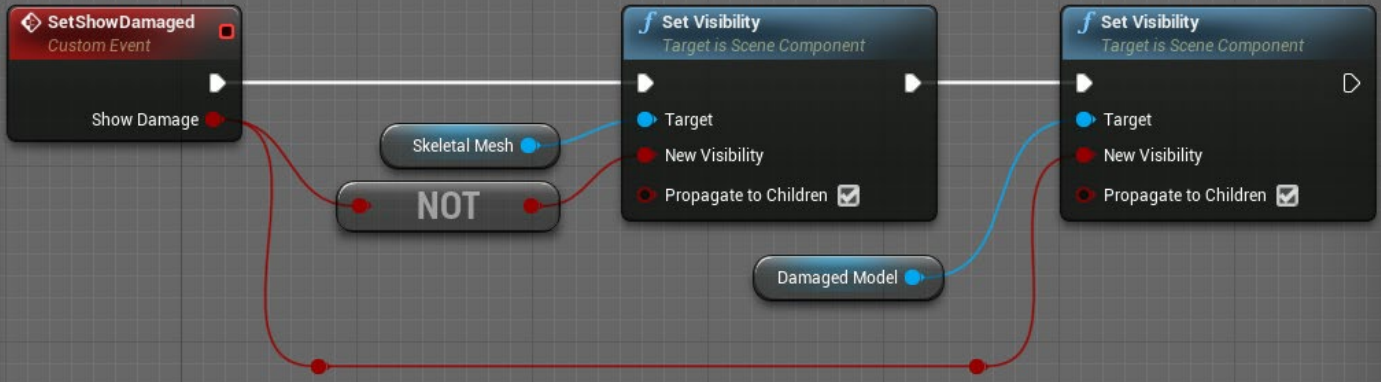 SetShowDamaged
Custom Event
Show Damage
Skeletal Mesh
NOT
f Set Visibility
Target is Scene Component
Target
New Visibility
Propagate to Children
Damaged Model
f Set Visibility
Target is Scene Component
Target
New Visibility
Propagate to Children